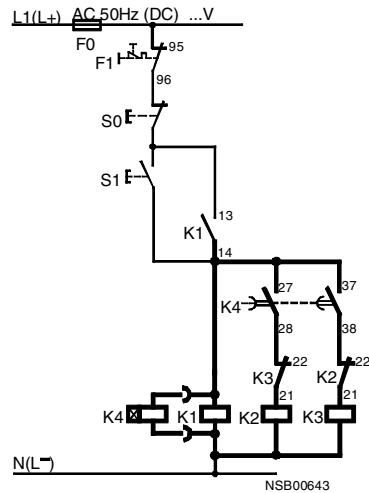 L1(L+) AC 50Hz (DC) ...V
F0
F1 95
96
S0
S1
13
K1
14
27 37
K4
28 38
22 22
K3 K2
21 21
K4 K1 K2 K3
N(L-)
NSB00643